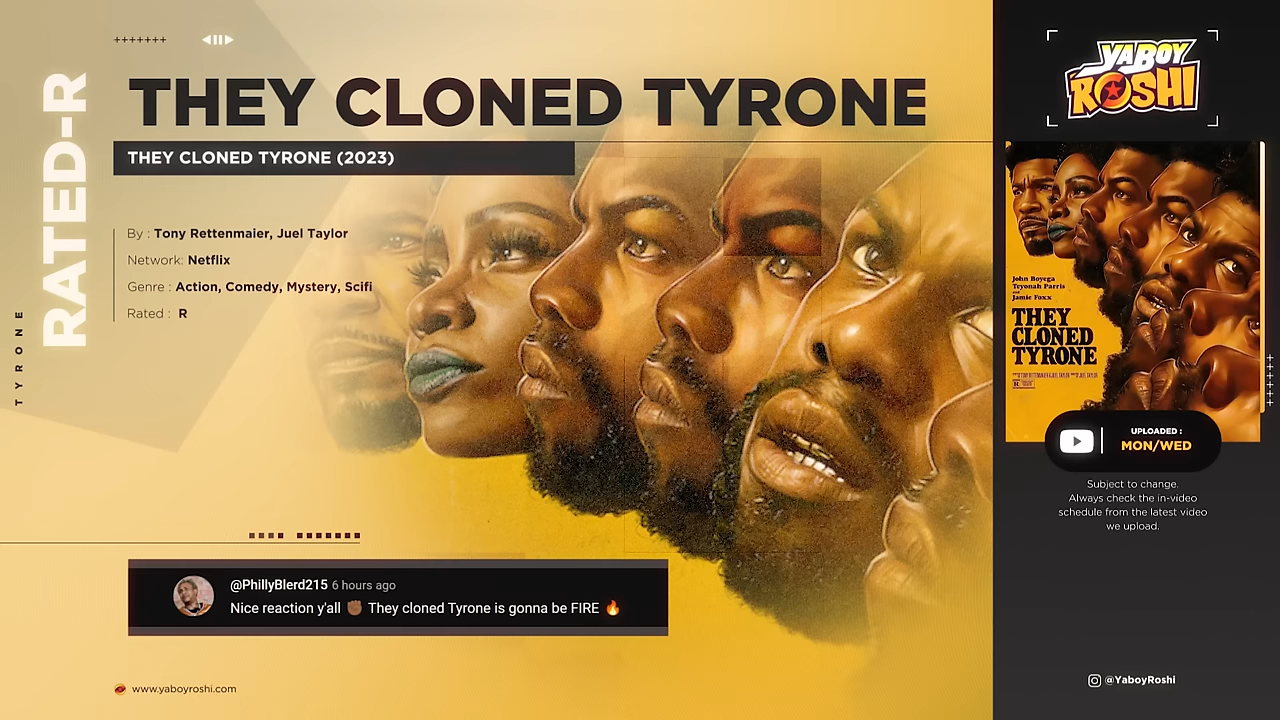 +++++++
THEY CLONED TYRONE
THEY CLONED TYRONE (2023)
RATED-R
TYRONE
By : Tony Rettenmaier, Juel Taylor
Network: Netflix
Genre : Action, Comedy, Mystery, Scifi
Rated : R
@PhillyBlerd215 6 hours ago
Nice reaction y'all ✊🏾 They cloned Tyrone is gonna be FIRE 🔥
www.yaboyroshi.com
YABOY
ROSHI
John Boyega
Teyonah Parris
and
Jamie Foxx
THEY
CLONED
TYRONE
R
UPLOADED :
MON/WED
Subject to change.
Always check the in-video
schedule from the latest video
we upload.
+++++
@YaboyRoshi